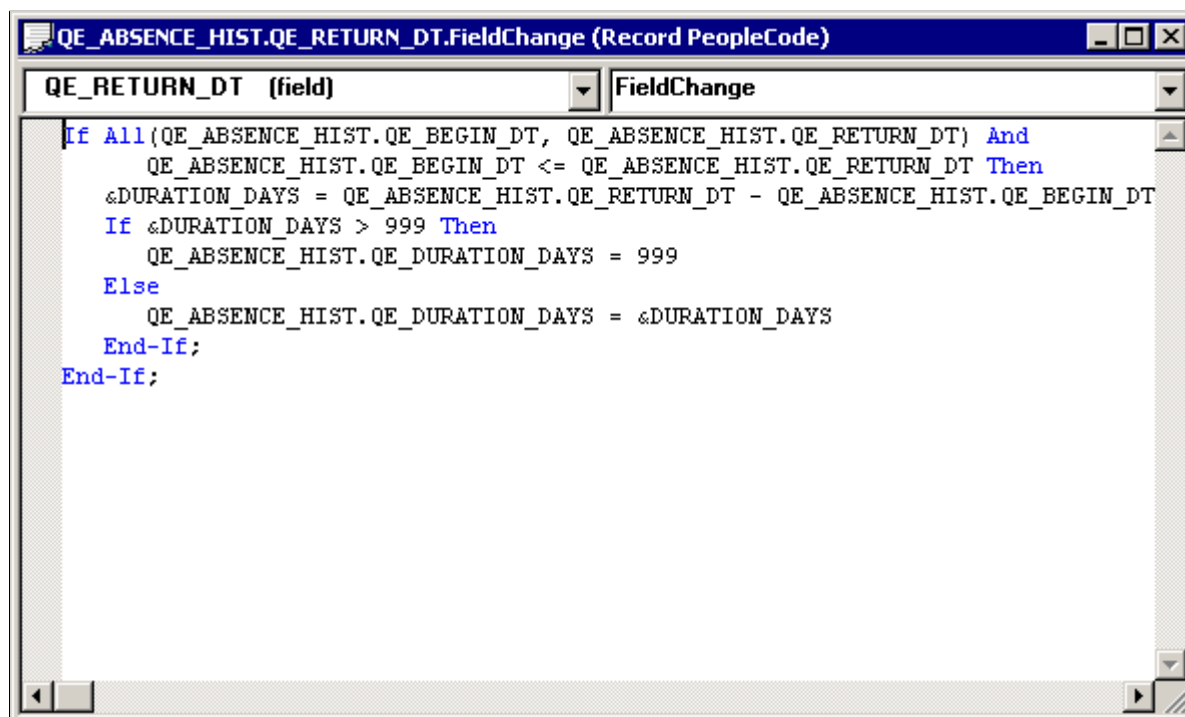 QE_ABSENCE_HIST.QE_RETURN_DT.FieldChange (Record PeopleCode)
QE_RETURN_DT (field) FieldChange
If All(QE_ABSENCE_HIST.QE_BEGIN_DT, QE_ABSENCE_HIST.QE_RETURN_DT) And
QE_ABSENCE_HIST.QE_BEGIN_DT <= QE_ABSENCE_HIST.QE_RETURN_DT Then
&DURATION_DAYS = QE_ABSENCE_HIST.QE_RETURN_DT - QE_ABSENCE_HIST.QE_BEGIN_DT
If &DURATION_DAYS > 999 Then
QE_ABSENCE_HIST.QE_DURATION_DAYS = 999
Else
QE_ABSENCE_HIST.QE_DURATION_DAYS = &DURATION_DAYS
End-If;
End-If;